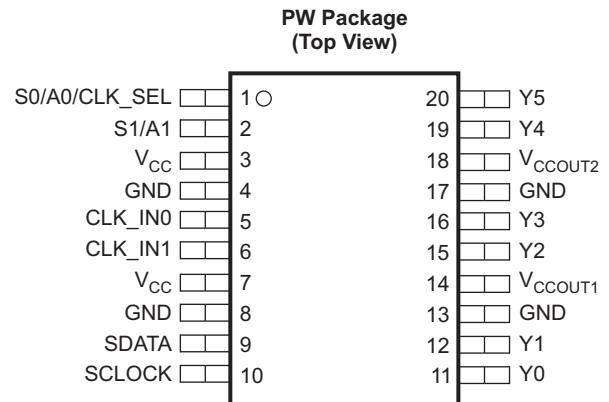 PW Package
(Top View)
S0/A0/CLK_SEL 1 20 Y5
S1/A1 2 19 Y4
VCC 3 18 VCCOUT2
GND 4 17 GND
CLK_IN0 5 16 Y3
CLK_IN1 6 15 Y2
VCC 7 14 VCCOUT1
GND 8 13 GND
SDATA 9 12 Y1
SCLOCK 10 11 Y0